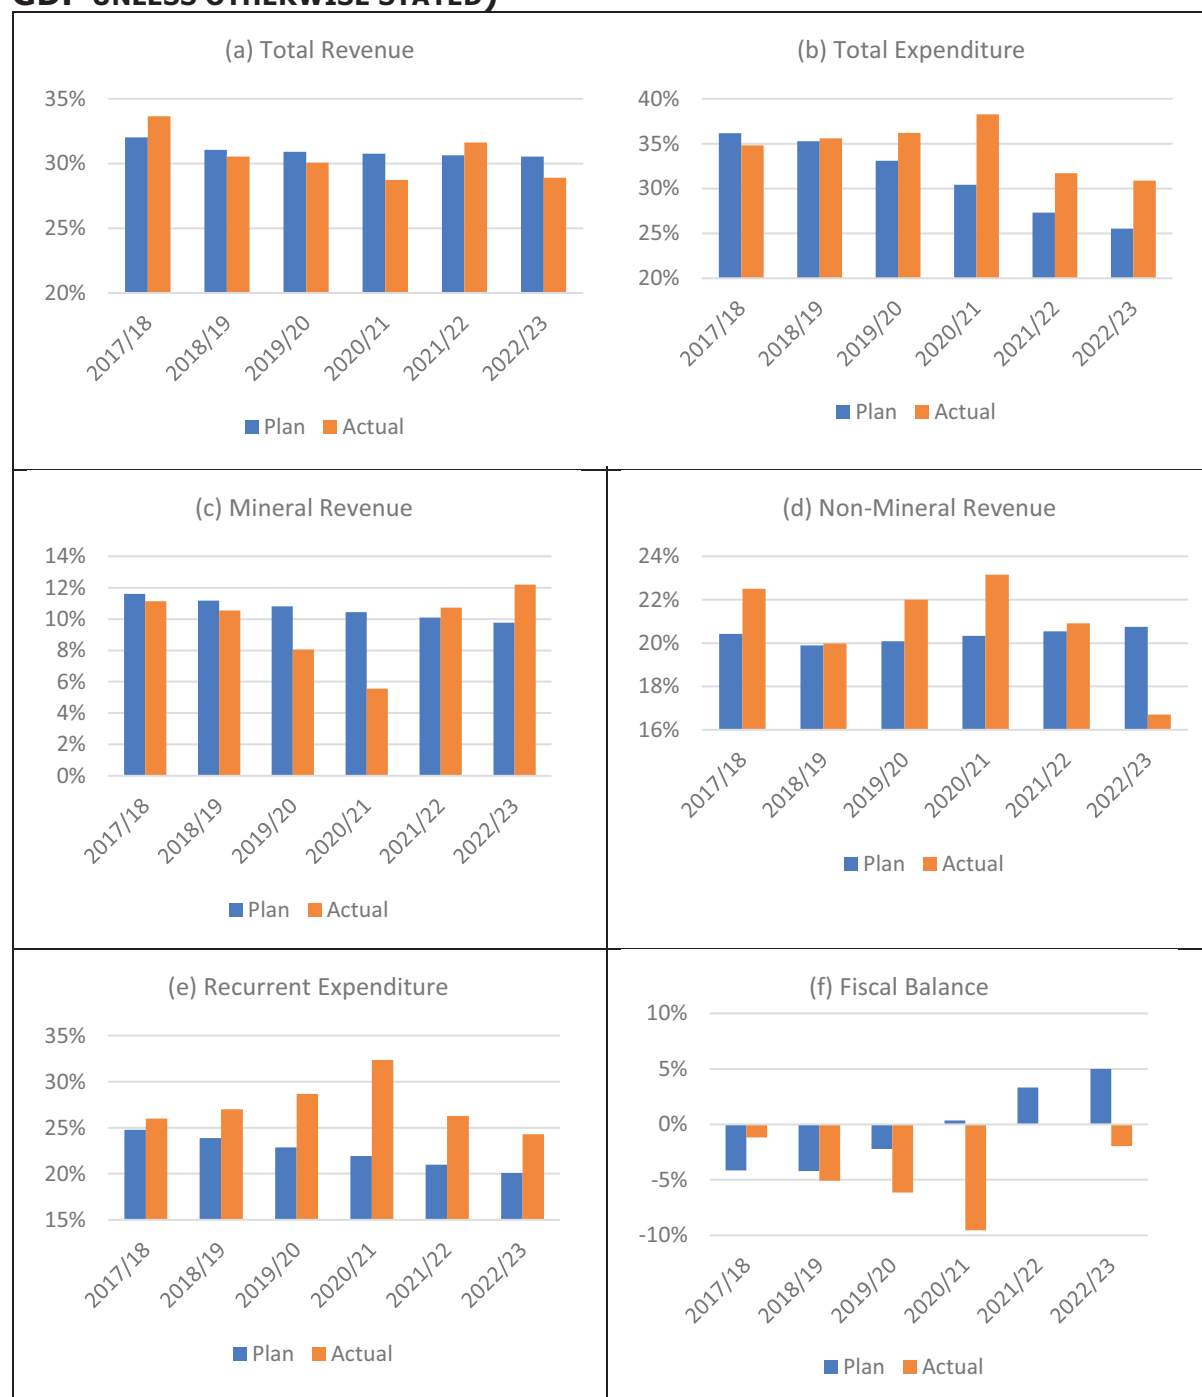 GDP UNLESS OTHERWISE STATED)
(a) Total Revenue
35%
30%
25%
20%
2017/18 2018/19 2019/20 2020/21 2021/22 2022/23
Plan Actual
(b) Total Expenditure
40%
35%
30%
25%
20%
2017/18 2018/19 2019/20 2020/21 2021/22 2022/23
Plan Actual
(c) Mineral Revenue
14%
12%
10%
8%
6%
4%
2%
0%
2017/18 2018/19 2019/20 2020/21 2021/22 2022/23
Plan Actual
(d) Non-Mineral Revenue
24%
22%
20%
18%
16%
2017/18 2018/19 2019/20 2020/21 2021/22 2022/23
Plan Actual
(e) Recurrent Expenditure
35%
30%
25%
20%
15%
2017/18 2018/19 2019/20 2020/21 2021/22 2022/23
Plan Actual
(f) Fiscal Balance
10%
5%
0%
-5%
-10%
2017/18 2018/19 2019/20 2020/21 2021/22 2022/23
Plan Actual